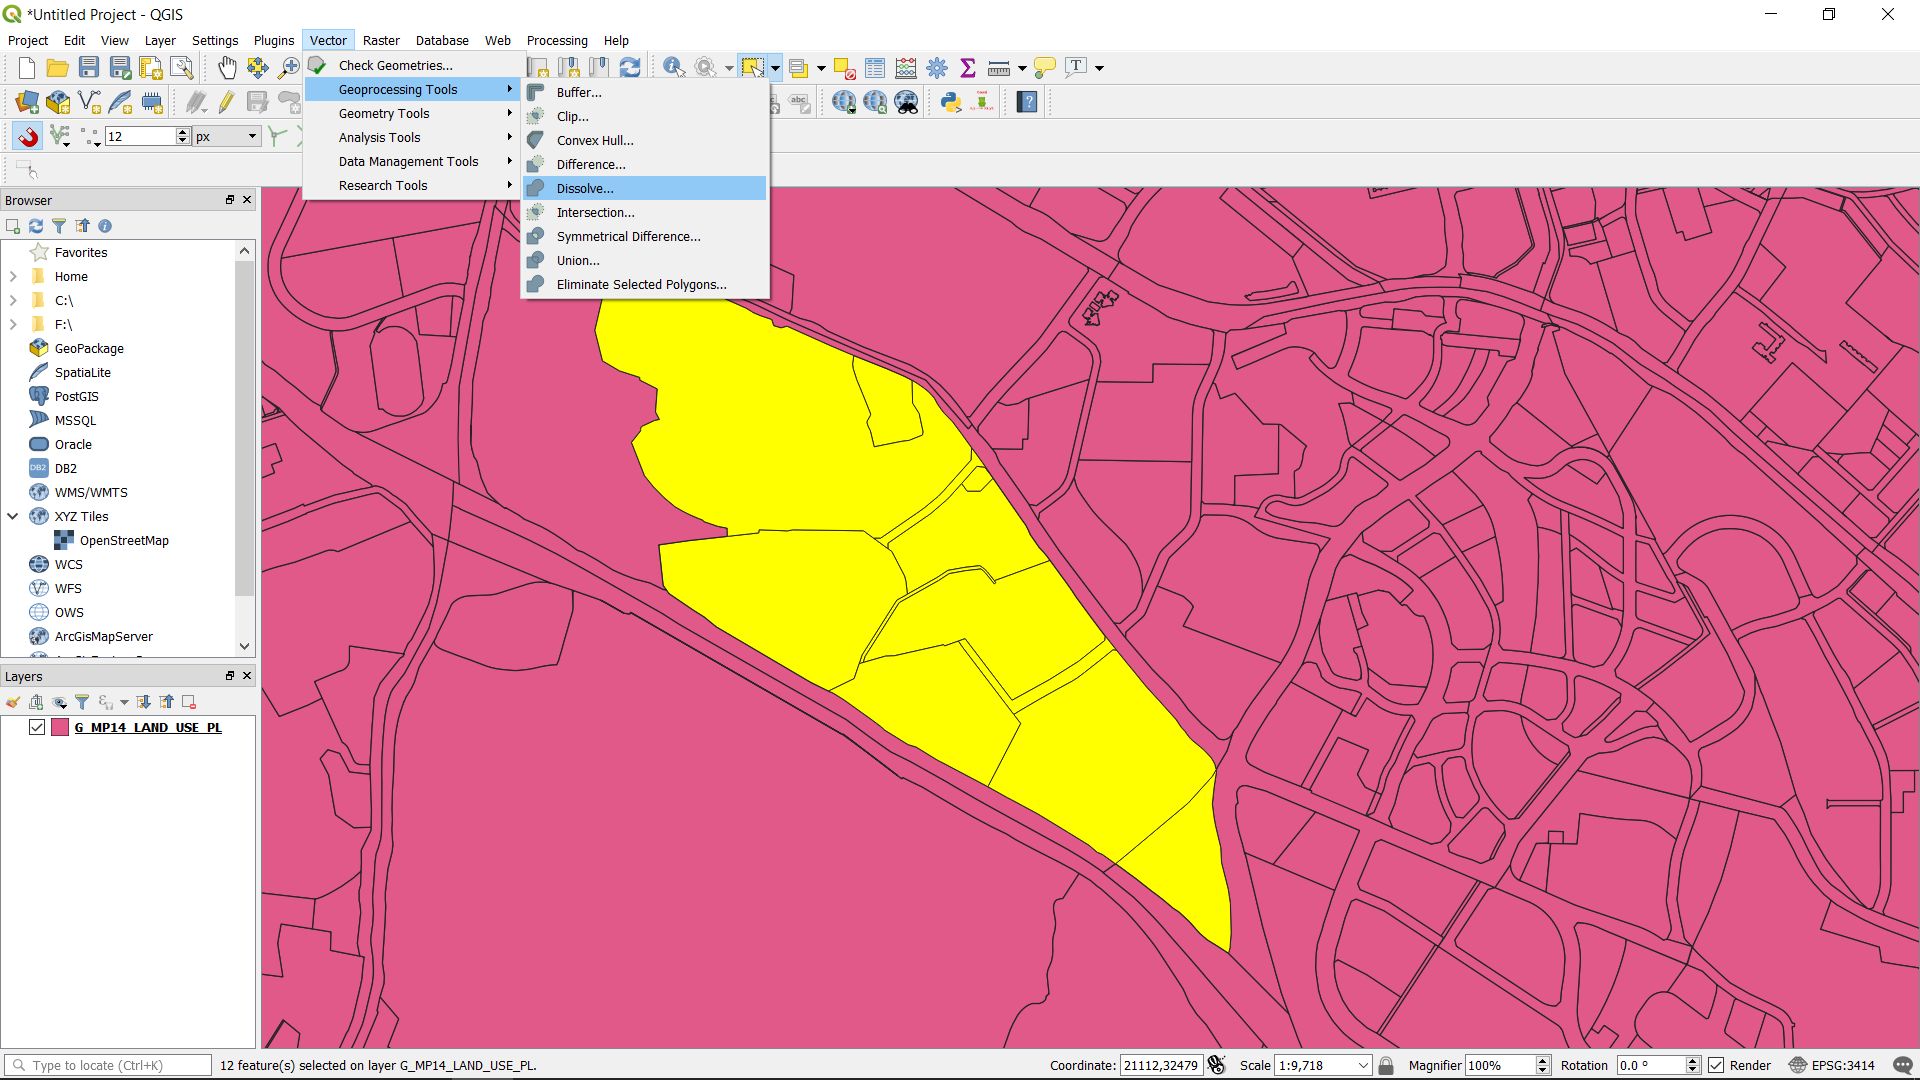 *Untitled Project - QGIS
Project Edit View Layer Settings Plugins Vector Raster Database Web Processing Help
Check Geometries...
Geoprocessing Tools
Geometry Tools
Analysis Tools
Data Management Tools
Research Tools
Buffer...
Clip...
Convex Hull...
Difference...
Dissolve...
Intersection...
Symmetrical Difference...
Union...
Eliminate Selected Polygons...
12 px
abc
Browser
Favorites
Home
C:\
F:\
GeoPackage
SpatiaLite
PostGIS
MSSQL
Oracle
DB2 DB2
WMS/WMTS
XYZ Tiles
OpenStreetMap
WCS
WFS
OWS
ArcGisMapServer
Layers
G_MP14_LAND_USE_PL
Type to locate (Ctrl+K) 12 feature(s) selected on layer G_MP14_LAND_USE_PL. Coordinate: 21112,32479 Scale 1:9,718 Magnifier 100% Rotation 0.0 ° Render EPSG:3414